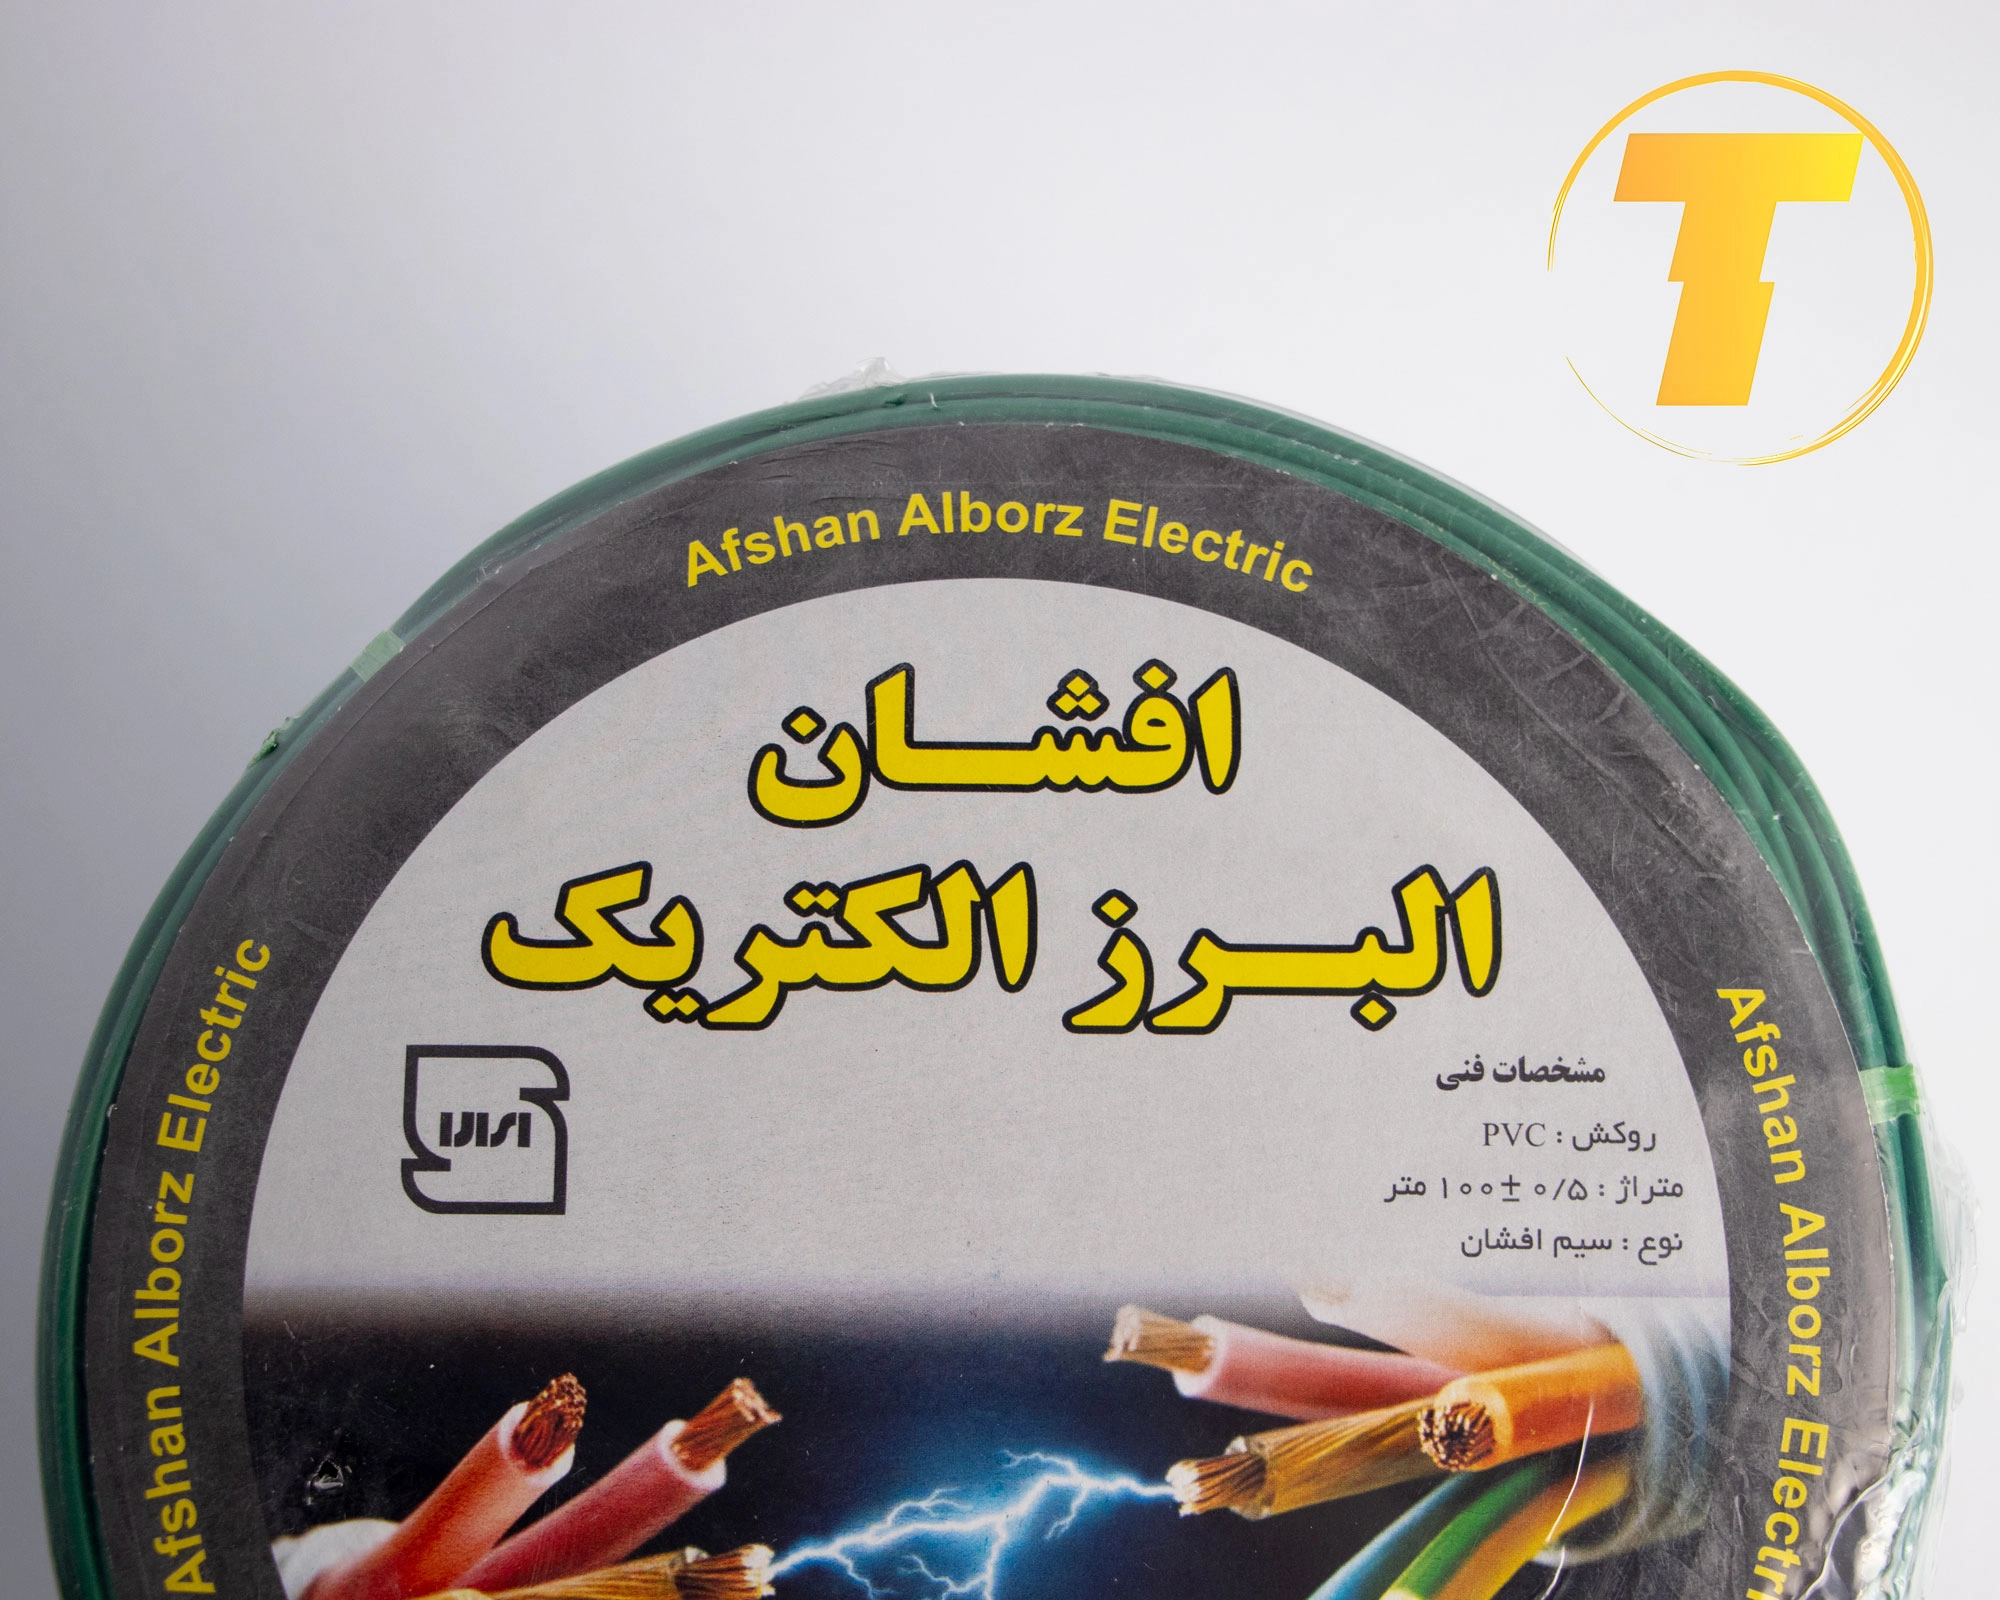 T
Afshan Alborz Electric
افشان
البرز الکتریک
مشخصات فنی
روکش : PVC
متراژ : ۰/۵ ±۱۰۰ متر
نوع : سیم افشان
Afshan Alborz Electric
Afshan Alborz Electri